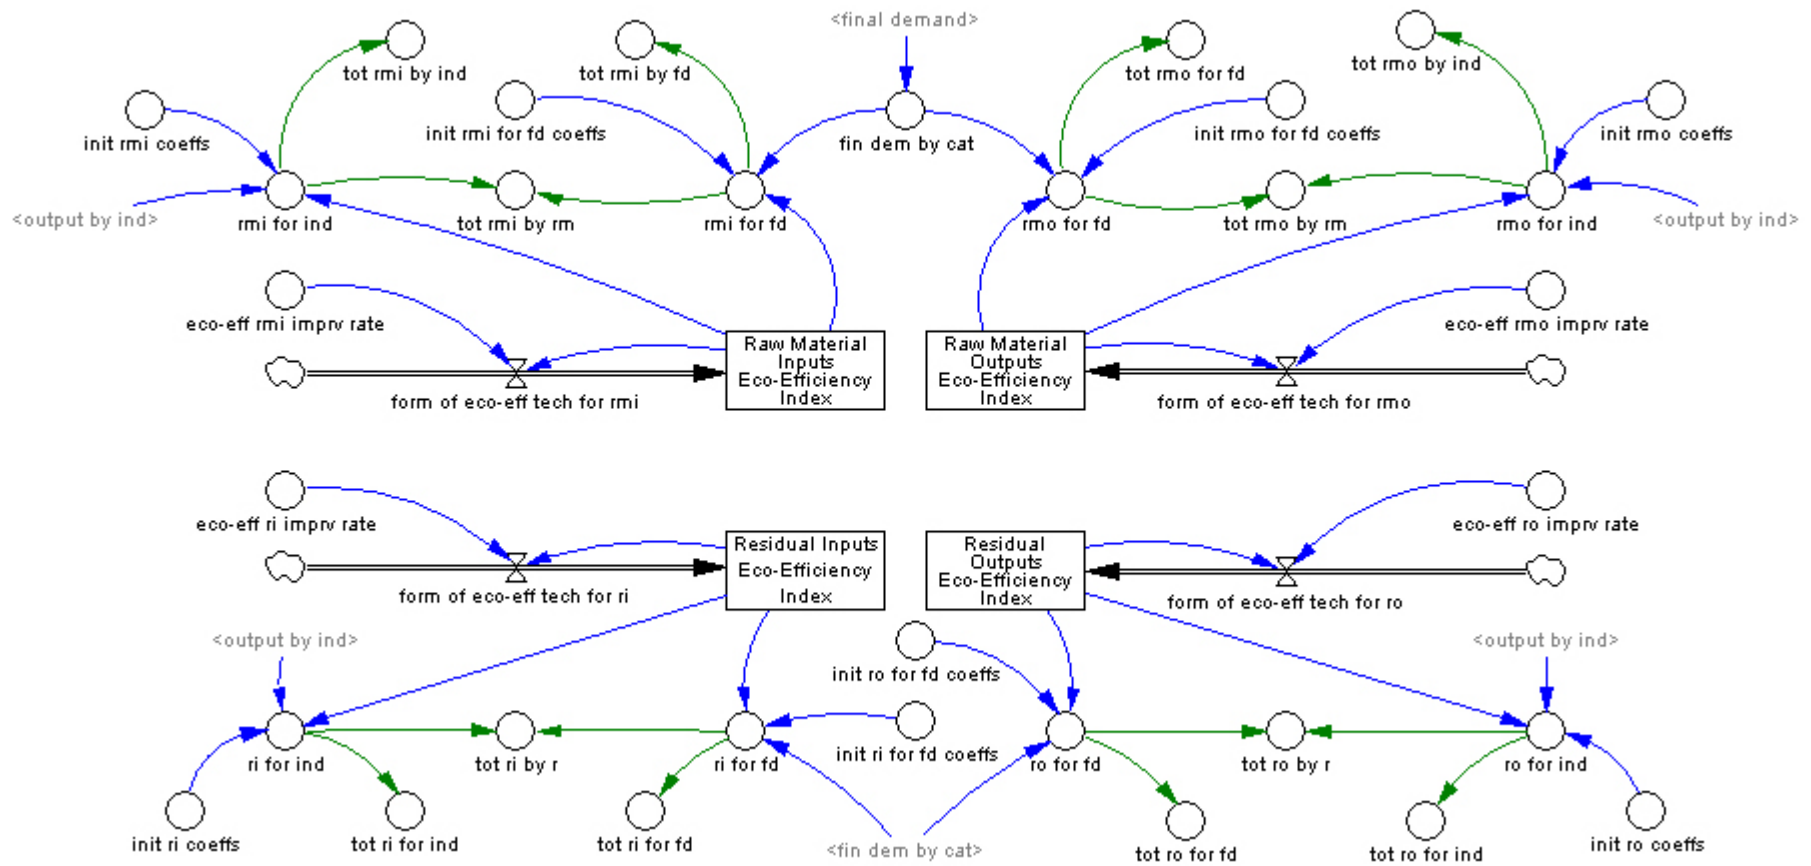 <final demand>
tot rmi by ind
tot rmi by fd
tot rmo for fd
tot rmo by ind
init rmi coeffs
init rmi for fd coeffs
fin dem by cat
init rmo for fd coeffs
init rmo coeffs
<output by ind>
rmi for ind
tot rmi by rm
rmi for fd
rmo for fd
tot rmo by rm
rmo for ind
<output by ind>
eco-eff rmi imprv rate
eco-eff rmo imprv rate
Raw Material
Inputs
Eco-Efficiency
Index
Raw Material
Outputs
Eco-Efficiency
Index
form of eco-eff tech for rmi
form of eco-eff tech for rmo
eco-eff ri imprv rate
eco-eff ro imprv rate
Residual Inputs
Eco-Efficiency
Index
Residual
Outputs
Eco-Efficiency
Index
form of eco-eff tech for ri
form of eco-eff tech for ro
<output by ind>
<output by ind>
init ro for fd coeffs
ri for ind
tot ri by r
ri for fd
init ri for fd coeffs
ro for fd
tot ro by r
ro for ind
init ri coeffs
tot ri for ind
tot ri for fd
<fin dem by cat>
tot ro for fd
tot ro for ind
init ro coeffs